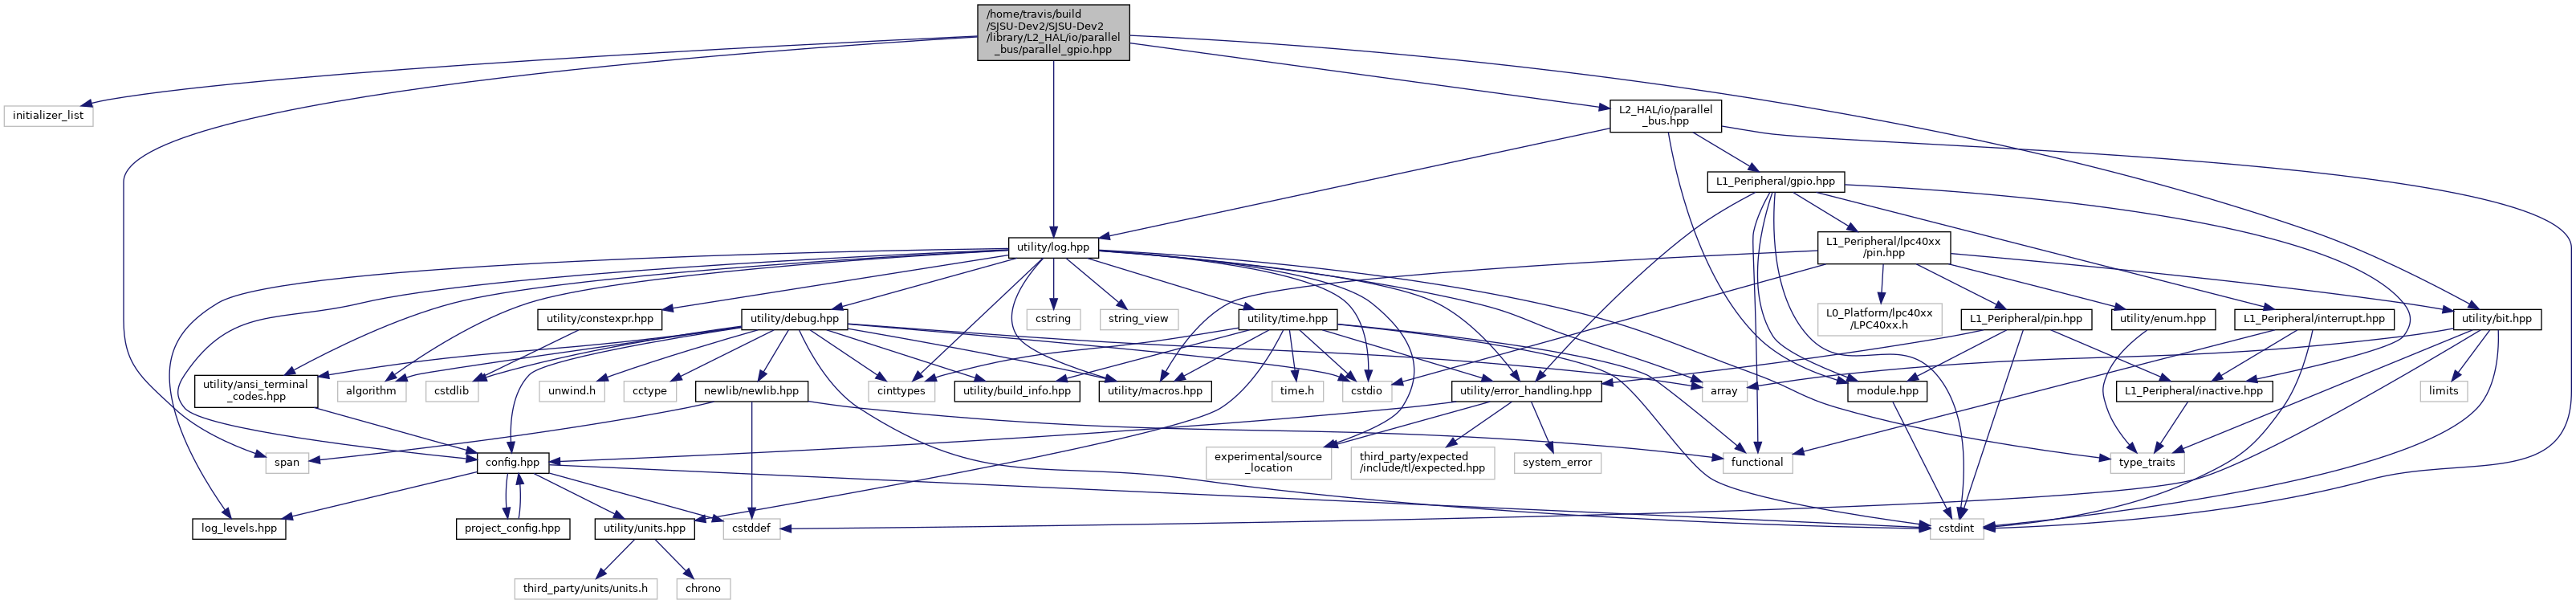 /home/travis/build
/SJSU-Dev2/SJSU-Dev2
/library/L2_HAL/io/parallel
_bus/parallel_gpio.hpp
initializer_list
L2_HAL/io/parallel
_bus.hpp
L1_Peripheral/gpio.hpp
utility/log.hpp
L1_Peripheral/lpc40xx
/pin.hpp
utility/constexpr.hpp
utility/debug.hpp
cstring
string_view
utility/time.hpp
L0_Platform/lpc40xx
/LPC40xx.h
L1_Peripheral/pin.hpp
utility/enum.hpp
L1_Peripheral/interrupt.hpp
utility/bit.hpp
utility/ansi_terminal
_codes.hpp
algorithm
cstdlib
unwind.h
cctype
newlib/newlib.hpp
cinttypes
utility/build_info.hpp
utility/macros.hpp
time.h
cstdio
utility/error_handling.hpp
array
module.hpp
L1_Peripheral/inactive.hpp
limits
span
config.hpp
experimental/source
_location
third_party/expected
/include/tl/expected.hpp
system_error
functional
type_traits
log_levels.hpp
project_config.hpp
utility/units.hpp
cstddef
cstdint
third_party/units/units.h
chrono